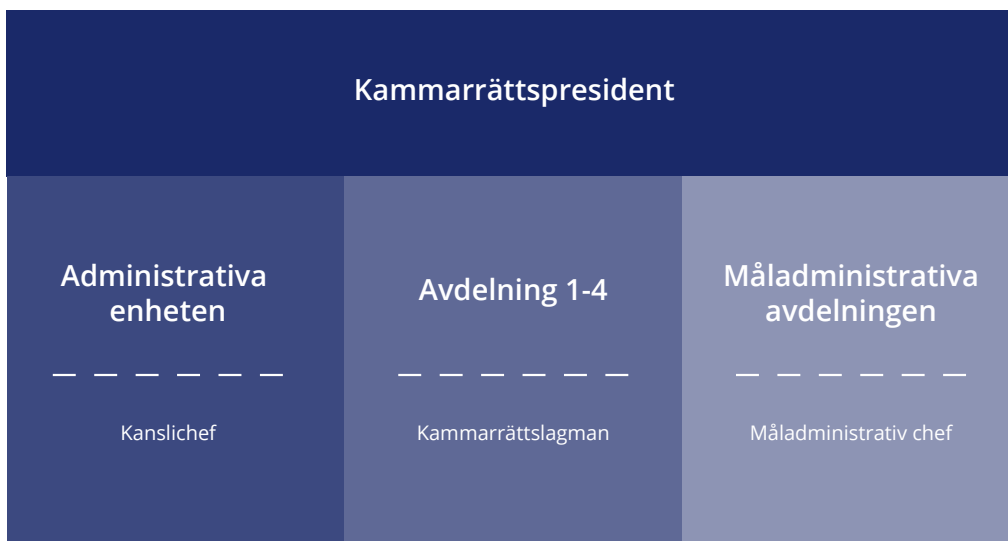 Kammarrättspresident
Administrativa
enheten
Kanslichef
Avdelning 1-4
Kammarrättslagman
Måladministrativa
avdelningen
Måladministrativ chef